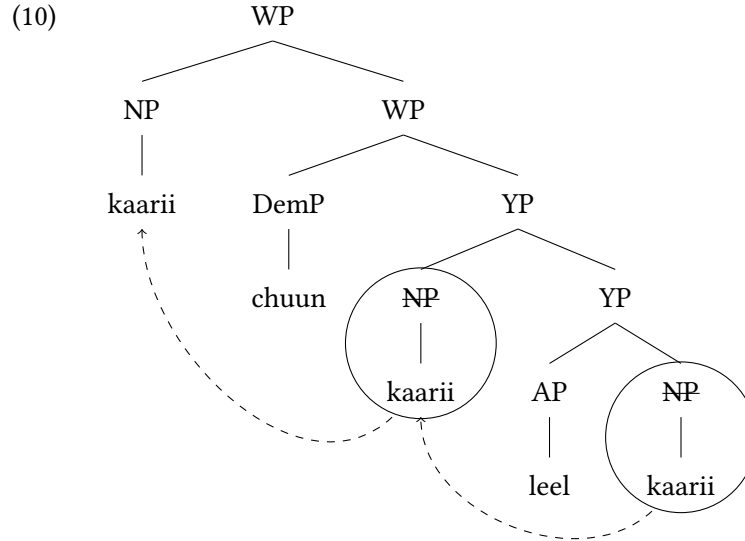 (10) WP
NP WP
kaarii DemP YP
chuun NP YP
kaarii AP NP
leel kaarii